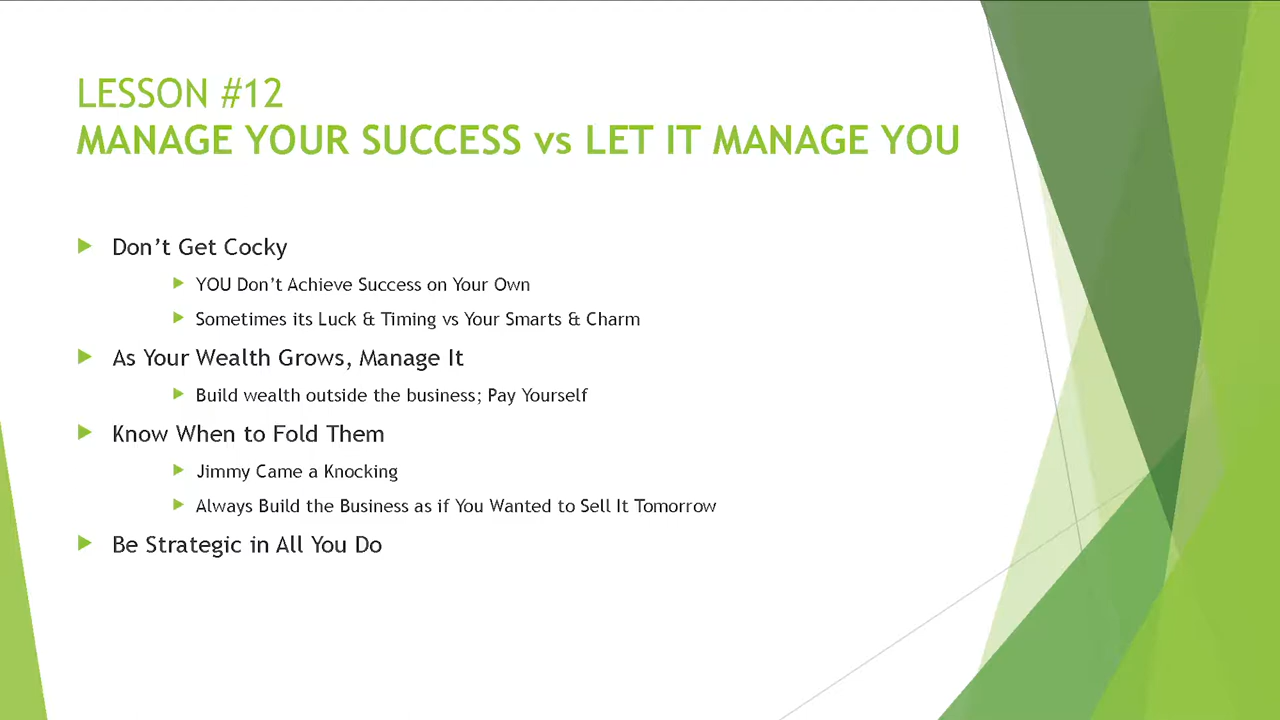 LESSON #12
MANAGE YOUR SUCCESS vs LET IT MANAGE YOU
Don’t Get Cocky
YOU Don’t Achieve Success on Your Own
Sometimes its Luck & Timing vs Your Smarts & Charm
As Your Wealth Grows, Manage It
Build wealth outside the business; Pay Yourself
Know When to Fold Them
Jimmy Came a Knocking
Always Build the Business as if You Wanted to Sell It Tomorrow
Be Strategic in All You Do